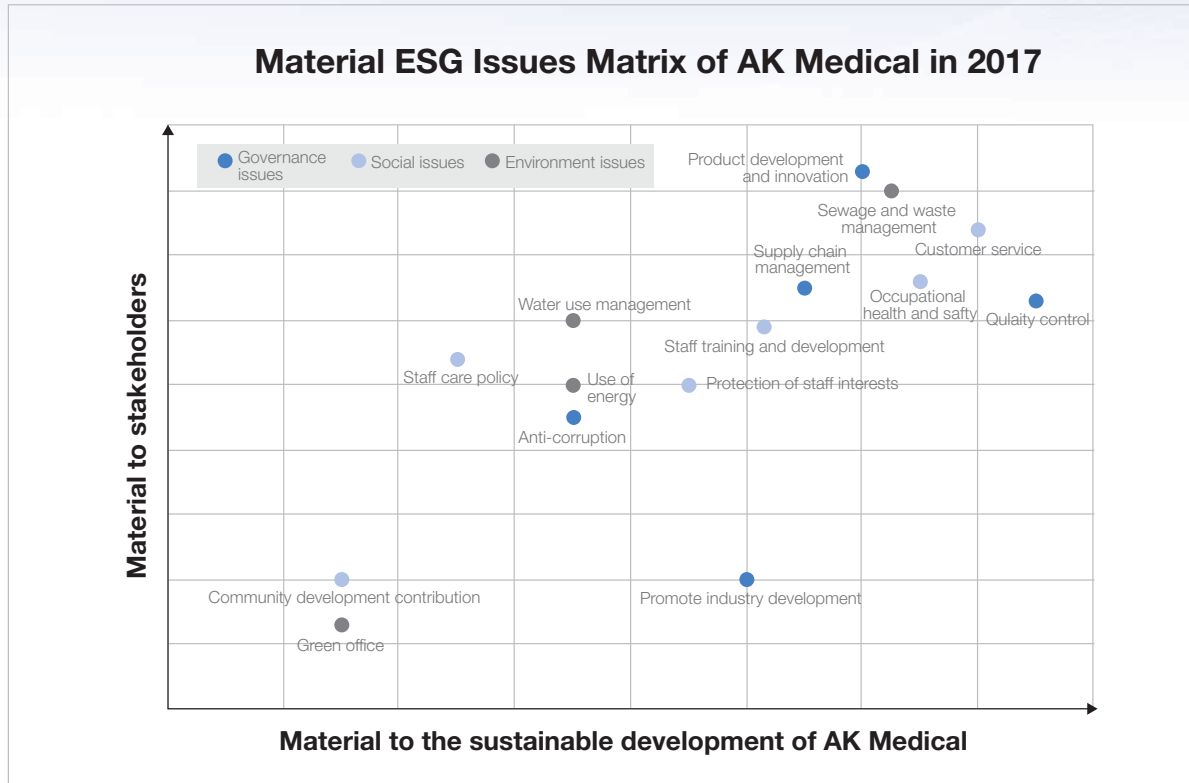 Material ESG Issues Matrix of AK Medical in 2017
Governance
issues
Social issues
Environment issues
Product development
and innovation
Sewage and waste
management
Customer service
Supply chain
management
Occupational
health and safty
Qulaity control
Water use management
Staff training and development
Staff care policy
Use of
energy
Protection of staff interests
Anti-corruption
Community development contribution
Promote industry development
Green office
Material to stakeholders
Material to the sustainable development of AK Medical